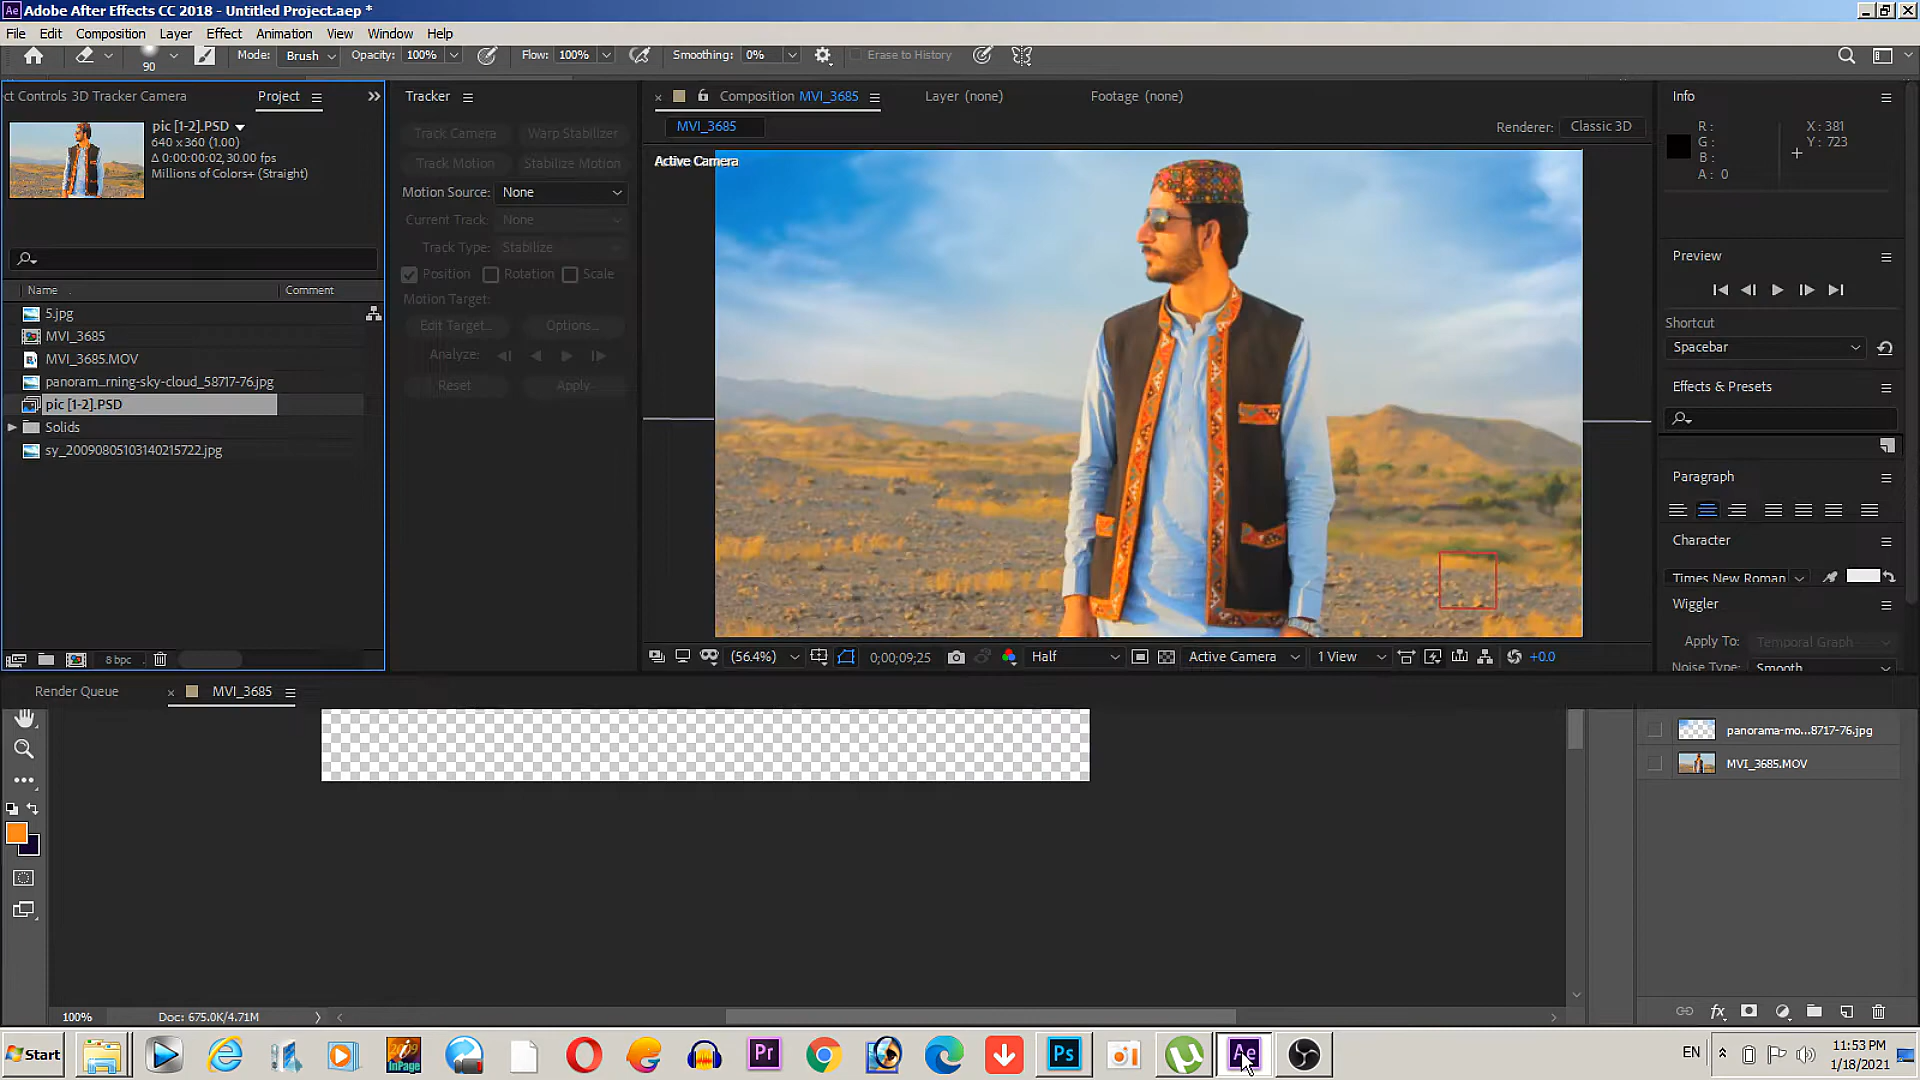 Adobe After Effects CC 2018 - Untitled Project.aep *
File Edit Composition Layer Effect Animation View Window Help
90 Mode: Brush Opacity: 100% Flow: 100% Smoothing: 0% Erase to History
ct Controls 3D Tracker Camera Project
pic [1-2].PSD
640 x 360 (1.00)
Δ 0:00:00:02, 30.00 fps
Millions of Colors+ (Straight)
Name Comment
5.jpg
MVI_3685
MVI_3685.MOV
panoram...rning-sky-cloud_58717-76.jpg
pic [1-2].PSD
Solids
sy_20090805103140215722.jpg
8 bpc
Tracker
Track Camera Warp Stabilizer
Track Motion Stabilize Motion
Motion Source: None
Current Track: None
Track Type: Stabilize
Position Rotation Scale
Motion Target:
Edit Target... Options...
Analyze:
Reset Apply
Composition MVI_3685 Layer (none) Footage (none)
MVI_3685 Renderer: Classic 3D
Active Camera
(56.4%) 0;00;09;25 Half Active Camera 1 View +0.0
Info
R: X: 381
G: Y: 723
B:
A: 0
Preview
Shortcut
Spacebar
Effects & Presets
Paragraph
Character
Times New Roman
Wiggler
Apply To: Temporal Graph
Noise Type: Smooth
Render Queue MVI_3685
panorama-mo...8717-76.jpg
MVI_3685.MOV
100% Doc: 675.0K/4.71M
fx
Start
2009
InPage
Pr
Ps
Ae
EN
11:53 PM
1/18/2021